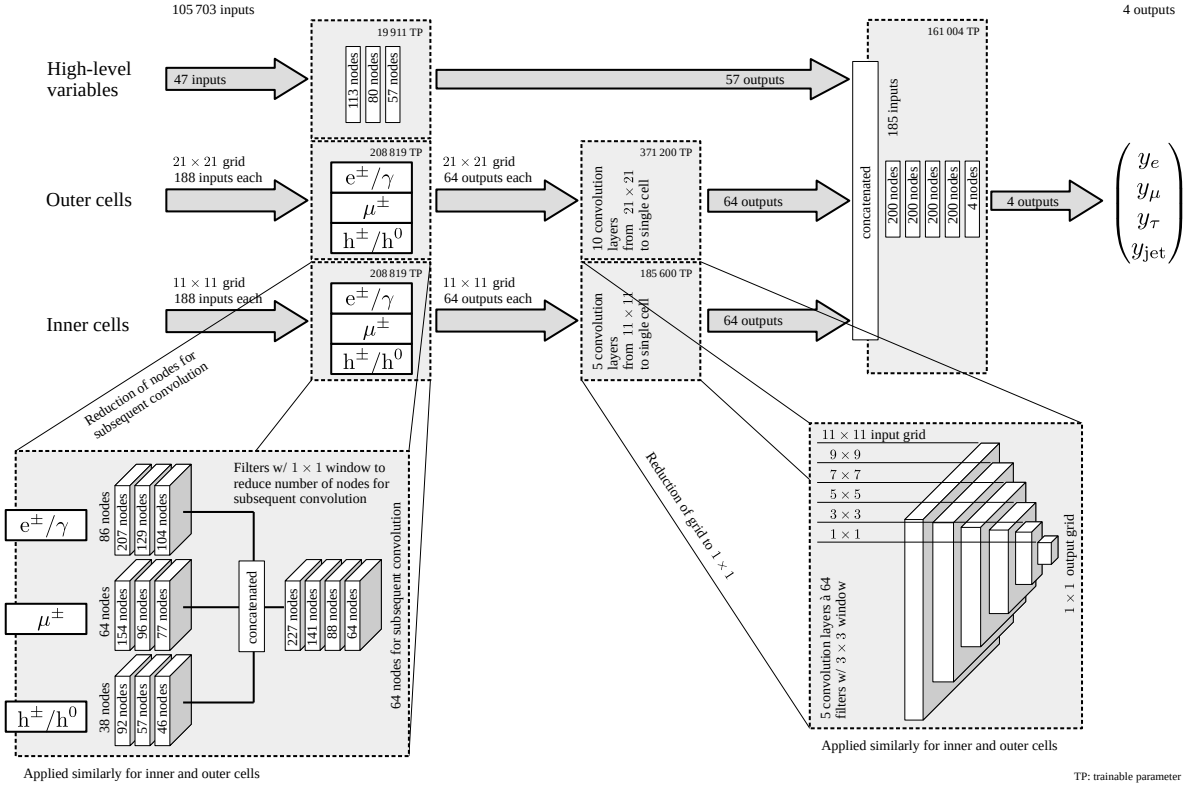 105 703 inputs
4 outputs
High-level
variables
47 inputs
19 911 TP
113 nodes
80 nodes
57 nodes
57 outputs
161 004 TP
185 inputs
concatenated
200 nodes
200 nodes
200 nodes
200 nodes
4 nodes
4 outputs
y_e
y_μ
y_τ
y_jet
Outer cells
21 × 21 grid
188 inputs each
208 819 TP
e±/γ
μ±
h±/h⁰
21 × 21 grid
64 outputs each
371 200 TP
10 convolution
layers
from 21 × 21
to single cell
64 outputs
Inner cells
11 × 11 grid
188 inputs each
208 819 TP
e±/γ
μ±
h±/h⁰
11 × 11 grid
64 outputs each
185 600 TP
5 convolution
layers
from 11 × 11
to single cell
64 outputs
Reduction of nodes for
subsequent convolution
Filters w/ 1 × 1 window to
reduce number of nodes for
subsequent convolution
e±/γ
86 nodes
207 nodes
129 nodes
104 nodes
μ±
64 nodes
154 nodes
96 nodes
77 nodes
h±/h⁰
38 nodes
92 nodes
57 nodes
46 nodes
concatenated
227 nodes
141 nodes
88 nodes
64 nodes
64 nodes for subsequent convolution
Applied similarly for inner and outer cells
Reduction of grid to 1 × 1
11 × 11 input grid
9 × 9
7 × 7
5 × 5
3 × 3
1 × 1
5 convolution layers à 64
filters w/ 3 × 3 window
1 × 1 output grid
Applied similarly for inner and outer cells
TP: trainable parameter